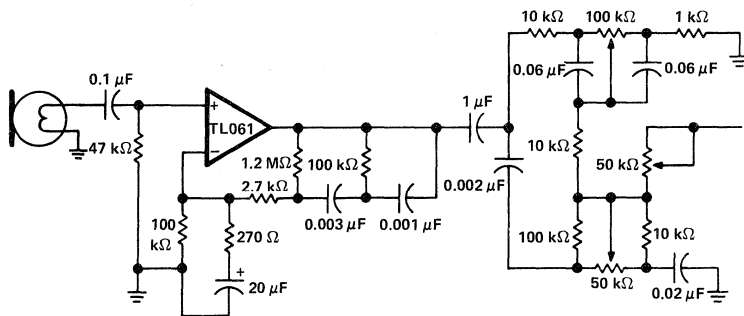 10 kΩ
100 kΩ
1 kΩ
0.1 μF
0.06 μF
0.06 μF
+
TL061
−
1 μF
47 kΩ
1.2 MΩ
100 kΩ
10 kΩ
50 kΩ
2.7 kΩ
0.002 μF
0.003 μF
0.001 μF
100
kΩ
270 Ω
100 kΩ
10 kΩ
+
20 μF
50 kΩ
0.02 μF